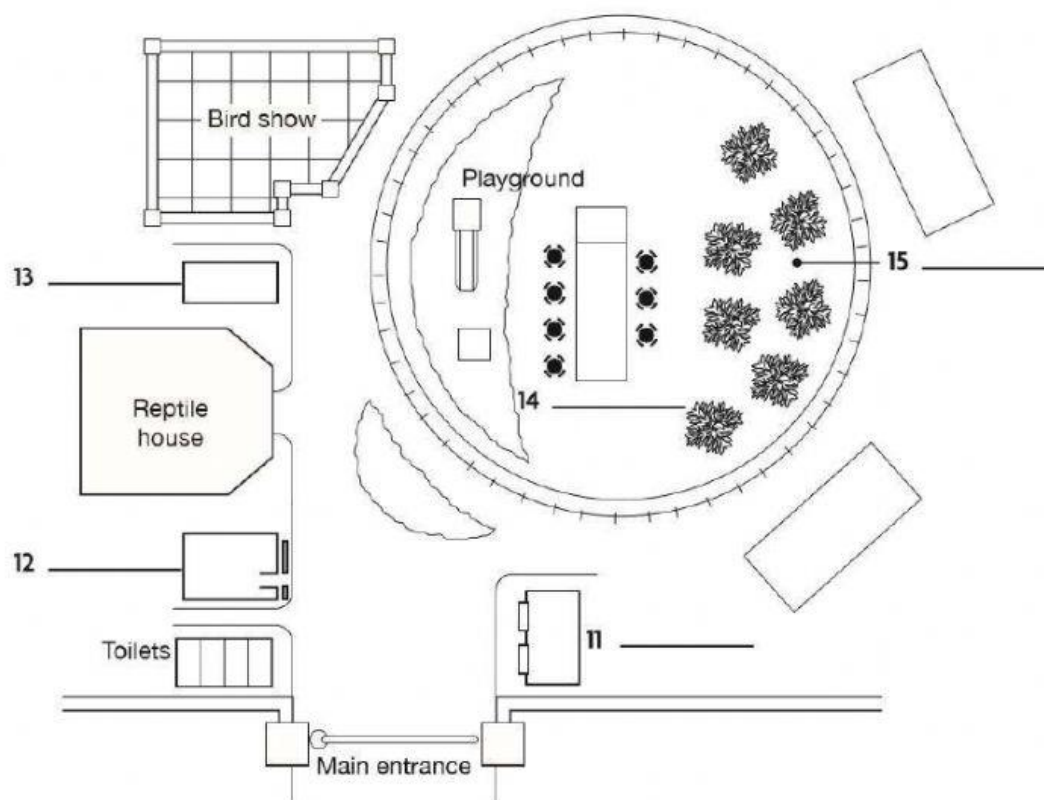 Bird show
Playground
13
15
Reptile
house
14
12
Toilets
11
Main entrance